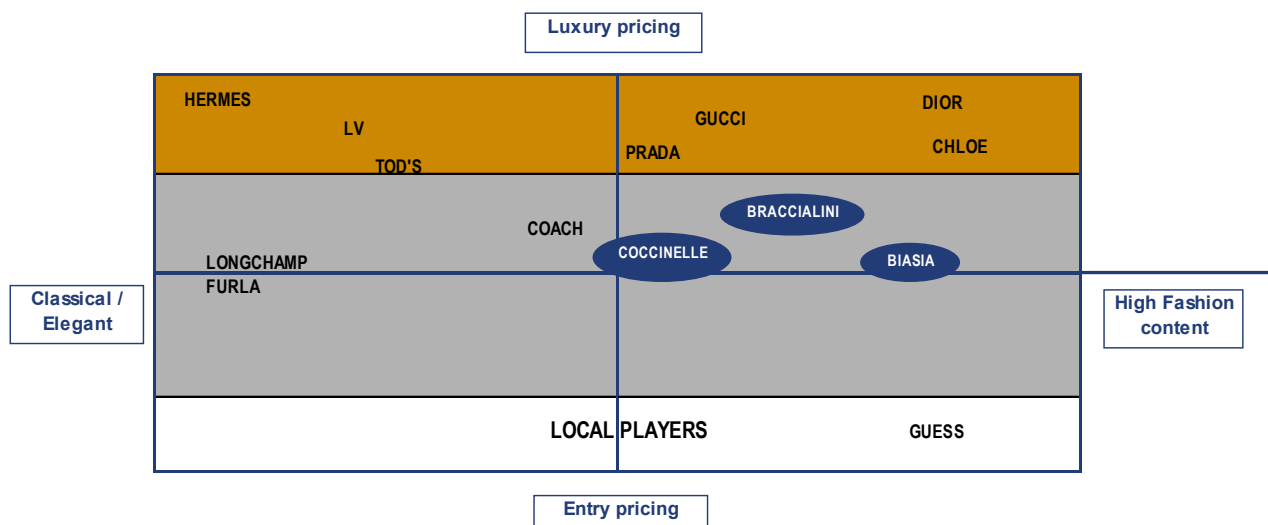 Luxury pricing
HERMES
DIOR
LV
GUCCI
PRADA
CHLOE
TOD'S
BRACCIALINI
COACH
COCCINELLE
BIASIA
LONGCHAMP
FURLA
Classical /
Elegant
High Fashion
content
LOCAL PLAYERS
GUESS
Entry pricing